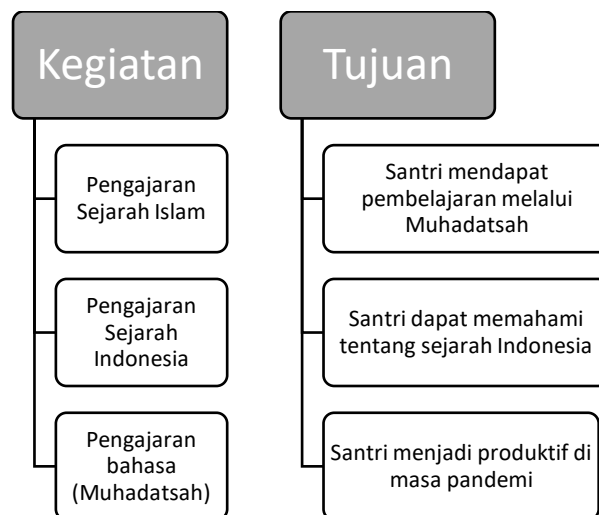 Kegiatan
Pengajaran
Sejarah Islam
Pengajaran
Sejarah
Indonesia
Pengajaran
bahasa
(Muhadatsah)
Tujuan
Santri mendapat
pembelajaran melalui
Muhadatsah
Santri dapat memahami
tentang sejarah Indonesia
Santri menjadi produktif di
masa pandemi